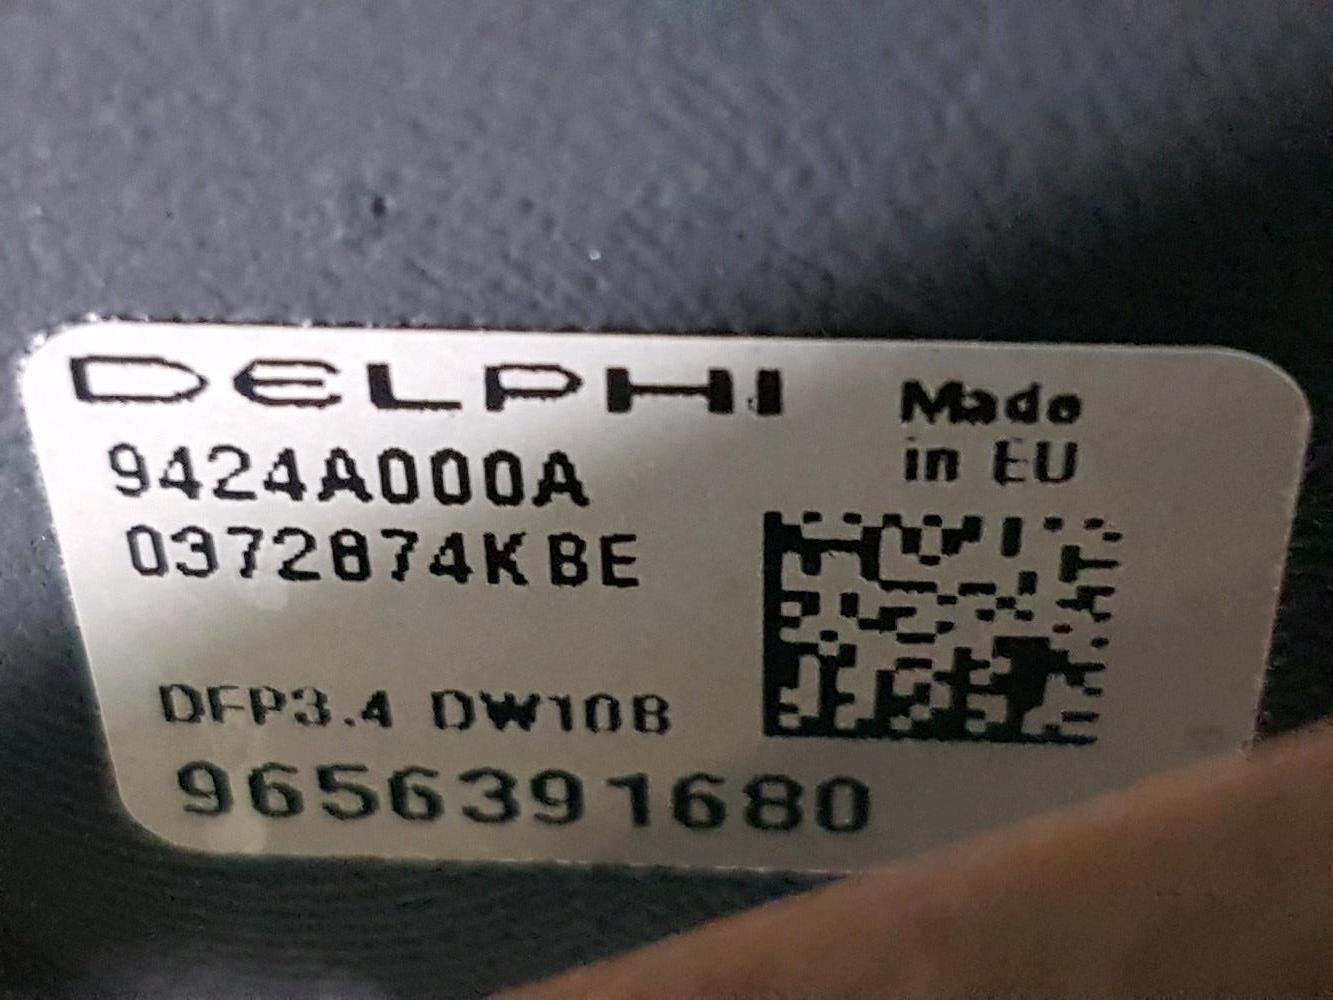 DELPHI
Made
in EU
9424A000A
0372874KBE
DFP3.4 DW10B
9656391680